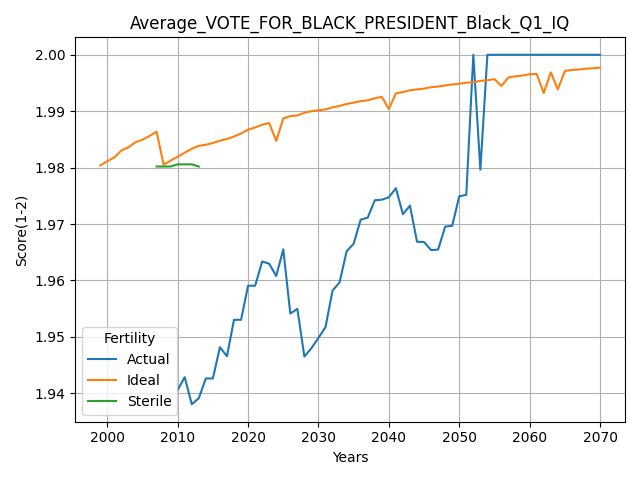 Average_VOTE_FOR_BLACK_PRESIDENT_Black_Q1_IQ
2.00
1.99
1.98
1.97
1.96
1.95
1.94
Score(1-2)
Fertility
Actual
Ideal
Sterile
2000 2010 2020 2030 2040 2050 2060 2070
Years